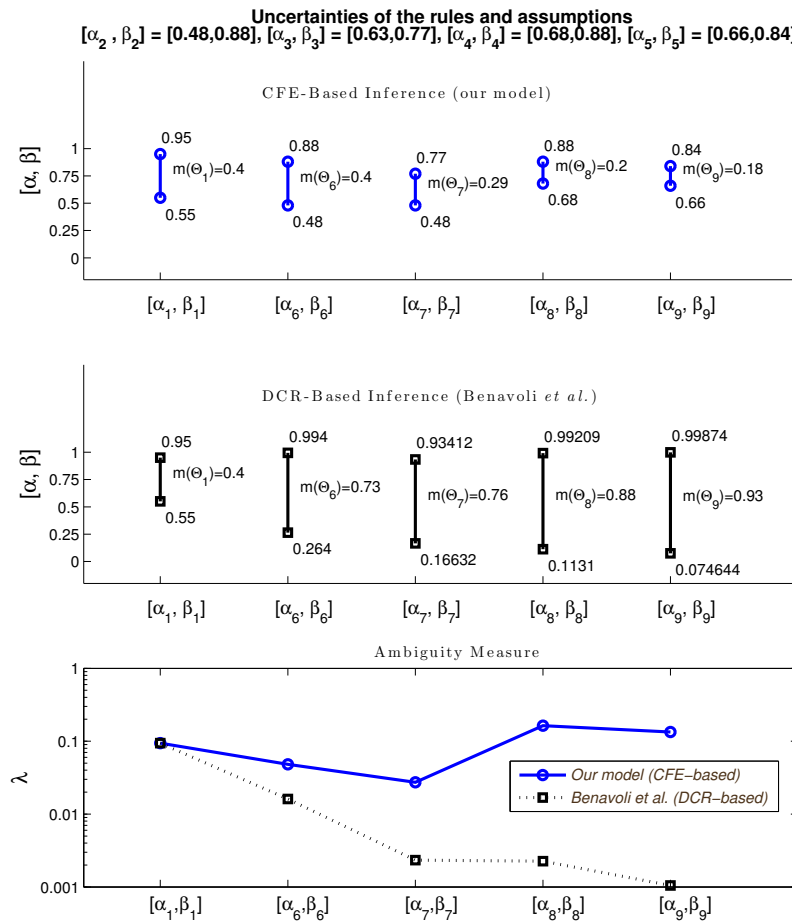 Uncertainties of the rules and assumptions
[α2 , β2] = [0.48,0.88], [α3, β3] = [0.63,0.77], [α4, β4] = [0.68,0.88], [α5, β5] = [0.66,0.84]
CFE-Based Inference (our model)
0.95 0.88 0.77 0.88 0.84
m(Θ1)=0.4 m(Θ6)=0.4 m(Θ7)=0.29 m(Θ8)=0.2 m(Θ9)=0.18
0.55 0.48 0.48 0.68 0.66
[α, β]
1
0.75
0.5
0.25
0
[α1, β1] [α6, β6] [α7, β7] [α8, β8] [α9, β9]
DCR-Based Inference (Benavoli et al.)
0.95 0.994 0.93412 0.99209 0.99874
m(Θ1)=0.4 m(Θ6)=0.73 m(Θ7)=0.76 m(Θ8)=0.88 m(Θ9)=0.93
0.55 0.264 0.16632 0.1131 0.074644
[α, β]
1
0.75
0.5
0.25
0
[α1, β1] [α6, β6] [α7, β7] [α8, β8] [α9, β9]
Ambiguity Measure
λ
1
0.1
0.01
0.001
Our model (CFE−based)
Benavoli et al. (DCR−based)
[α1,β1] [α6,β6] [α7,β7] [α8,β8] [α9,β9]